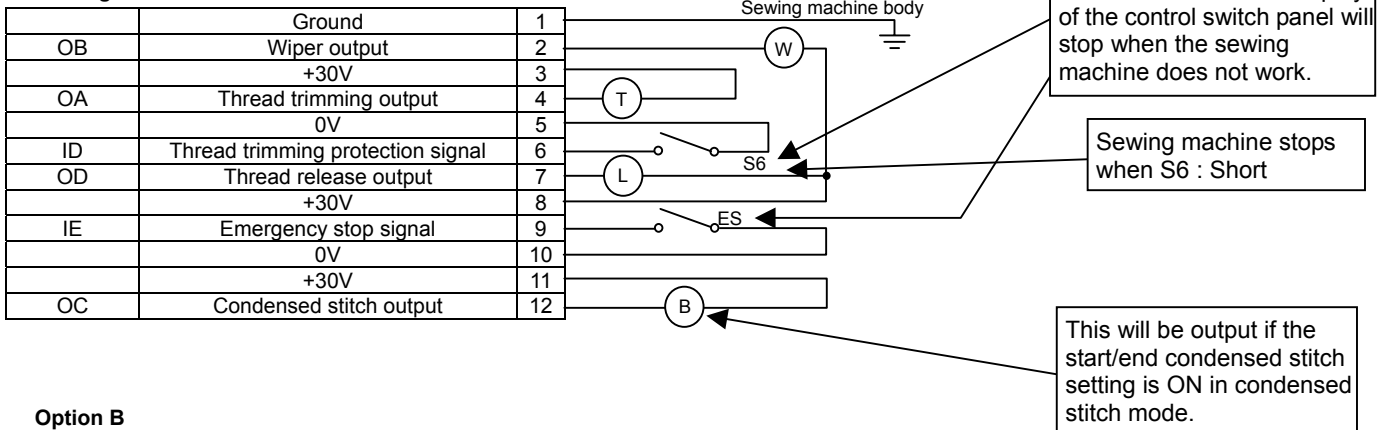 Sewing machine body
Ground 1
OB Wiper output 2
+30V 3
OA Thread trimming output 4
0V 5
ID Thread trimming protection signal 6
OD Thread release output 7
+30V 8
IE Emergency stop signal 9
0V 10
+30V 11
OC Condensed stitch output 12
W
T
S6
L
ES
B
of the control switch panel will
stop when the sewing
machine does not work.
Sewing machine stops
when S6 : Short
This will be output if the
start/end condensed stitch
setting is ON in condensed
stitch mode.
Option B